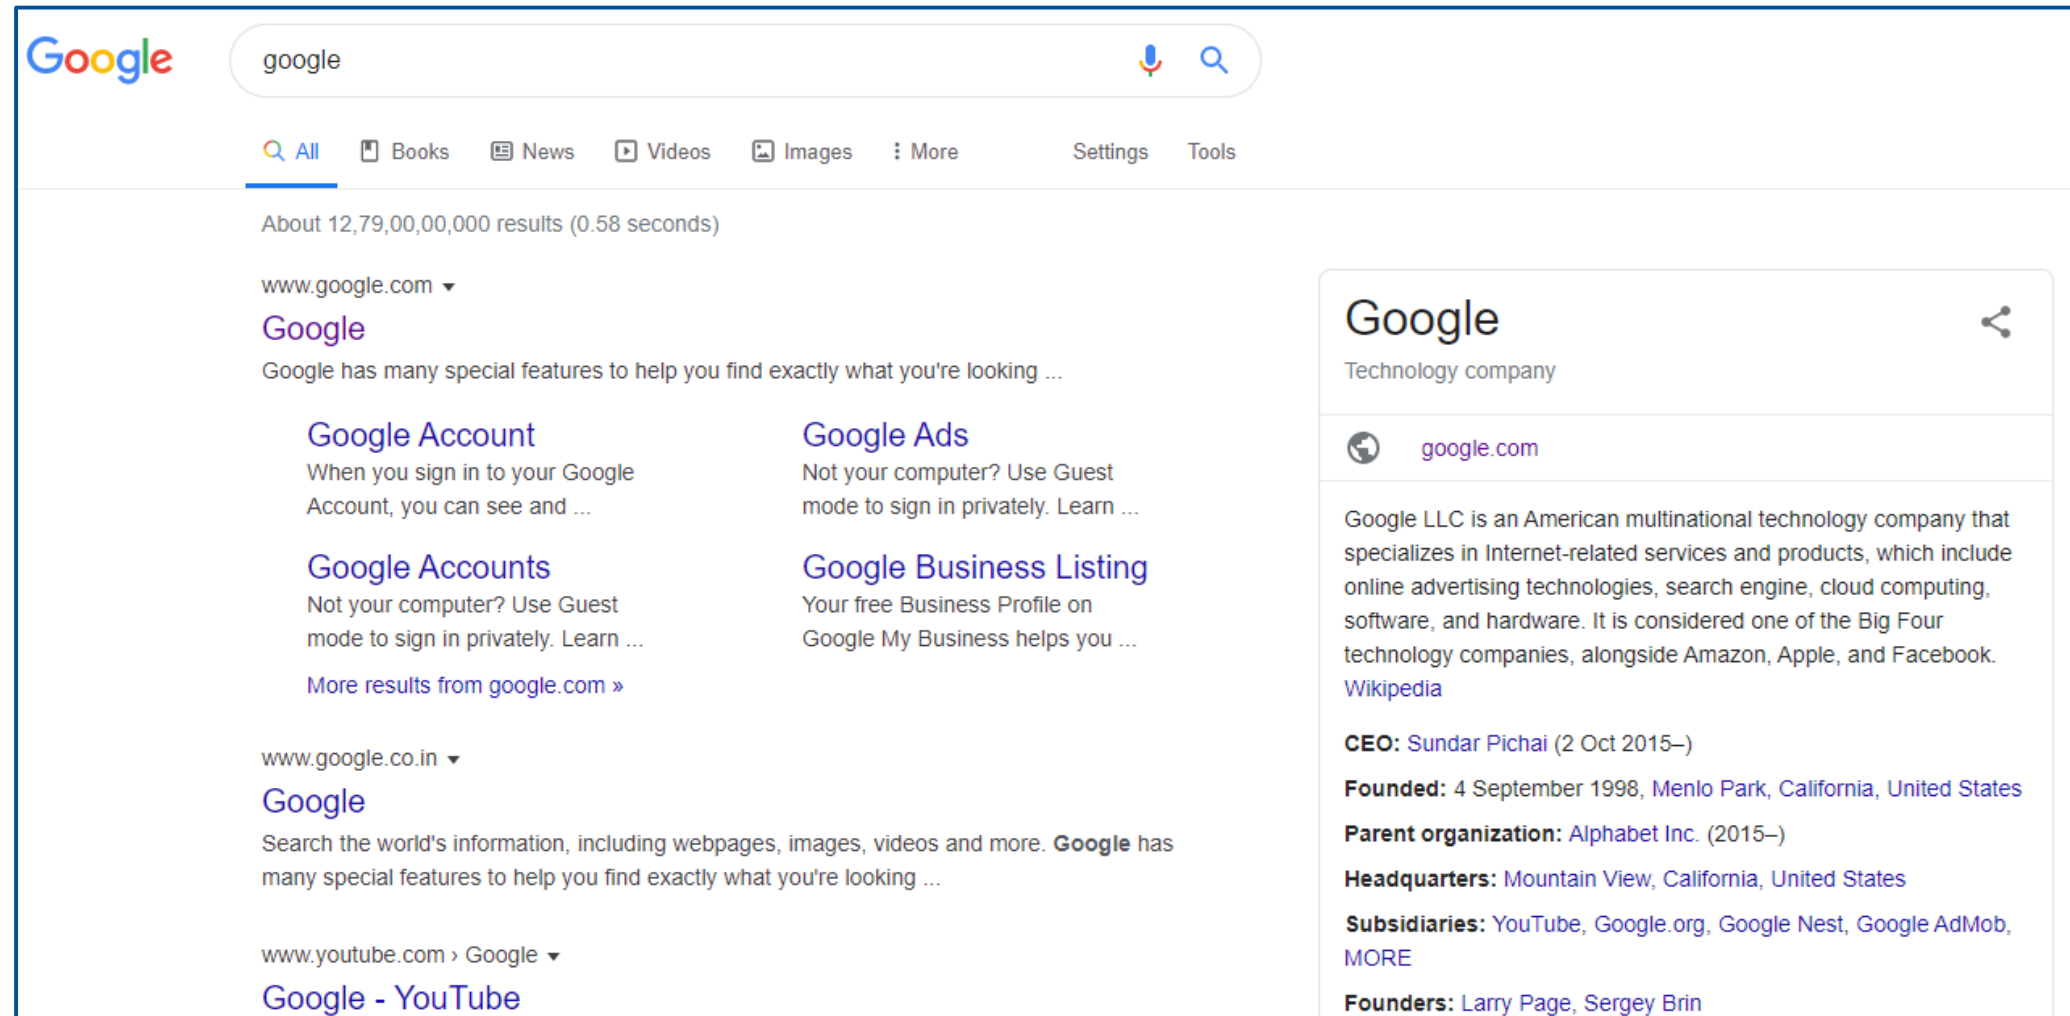 Google
google
All Books News Videos Images More Settings Tools
About 12,79,00,00,000 results (0.58 seconds)
www.google.com
Google
Google has many special features to help you find exactly what you're looking ...
Google Account
When you sign in to your Google
Account, you can see and ...
Google Ads
Not your computer? Use Guest
mode to sign in privately. Learn ...
Google Accounts
Not your computer? Use Guest
mode to sign in privately. Learn ...
Google Business Listing
Your free Business Profile on
Google My Business helps you ...
More results from google.com »
www.google.co.in
Google
Search the world's information, including webpages, images, videos and more. Google has
many special features to help you find exactly what you're looking ...
www.youtube.com › Google
Google - YouTube
Google
Technology company
google.com
Google LLC is an American multinational technology company that
specializes in Internet-related services and products, which include
online advertising technologies, search engine, cloud computing,
software, and hardware. It is considered one of the Big Four
technology companies, alongside Amazon, Apple, and Facebook.
Wikipedia
CEO: Sundar Pichai (2 Oct 2015–)
Founded: 4 September 1998, Menlo Park, California, United States
Parent organization: Alphabet Inc. (2015–)
Headquarters: Mountain View, California, United States
Subsidiaries: YouTube, Google.org, Google Nest, Google AdMob,
MORE
Founders: Larry Page, Sergey Brin